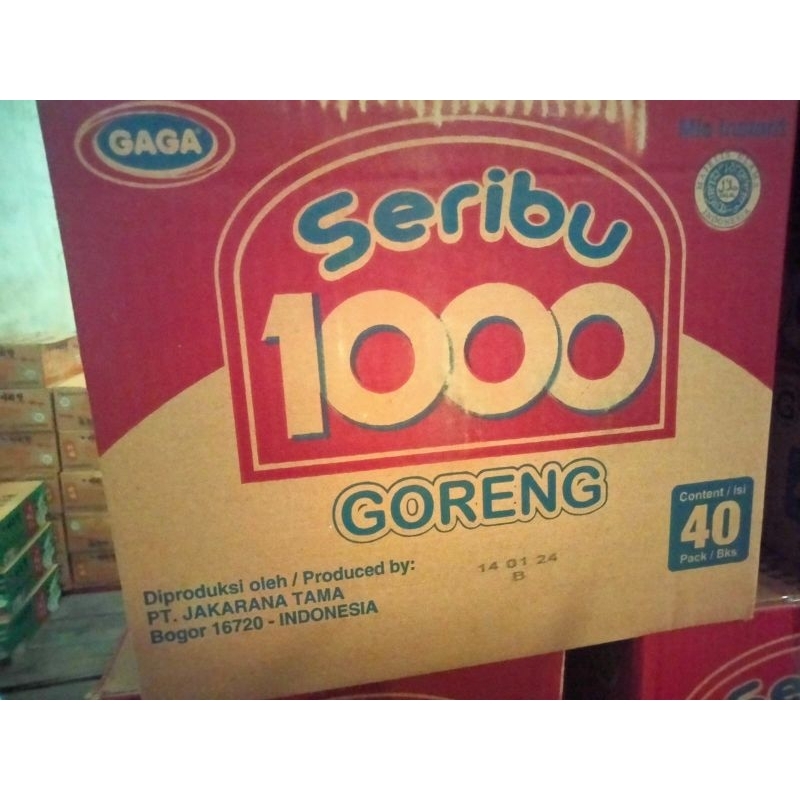 GAGA
Mie instant
Seribu
1000
GORENG
Content / Isi
40
Pack / Bks
14 01 24
B
Diproduksi oleh / Produced by:
PT. JAKARANA TAMA
Bogor 16720 - INDONESIA
Se